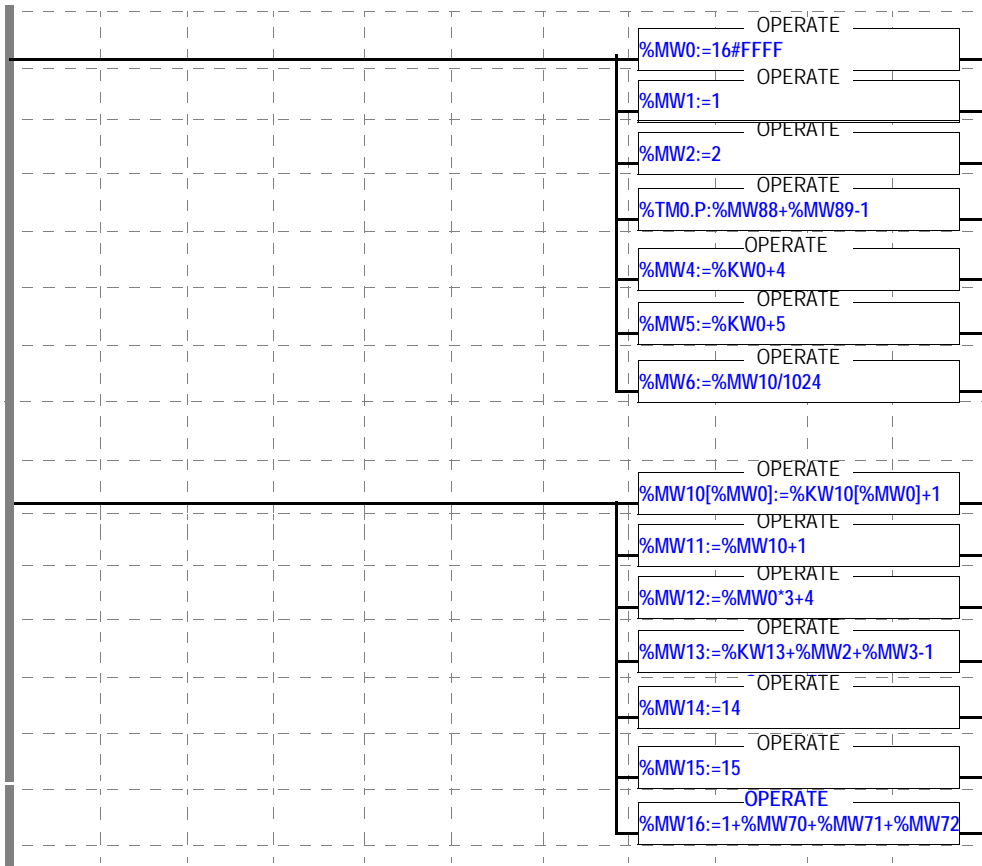 OPERATE
%MW0:=16#FFFF
OPERATE
%MW1:=1
OPERATE
%MW2:=2
OPERATE
%TM0.P:%MW88+%MW89-1
OPERATE
%MW4:=%KW0+4
OPERATE
%MW5:=%KW0+5
OPERATE
%MW6:=%MW10/1024
OPERATE
%MW10[%MW0]:=%KW10[%MW0]+1
OPERATE
%MW11:=%MW10+1
OPERATE
%MW12:=%MW0*3+4
OPERATE
%MW13:=%KW13+%MW2+%MW3-1
OPERATE
%MW14:=14
OPERATE
%MW15:=15
OPERATE
%MW16:=1+%MW70+%MW71+%MW72